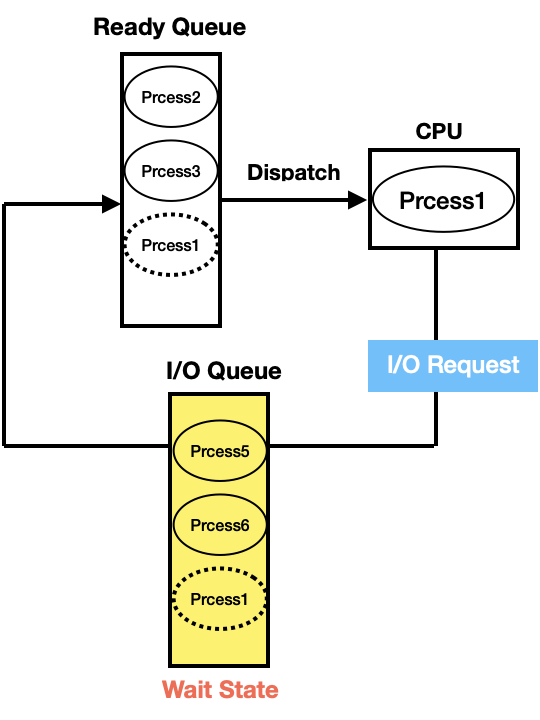 Ready Queue
Prcess2
Prcess3
Prcess1
Dispatch
CPU
Prcess1
I/O Request
I/O Queue
Prcess5
Prcess6
Prcess1
Wait State